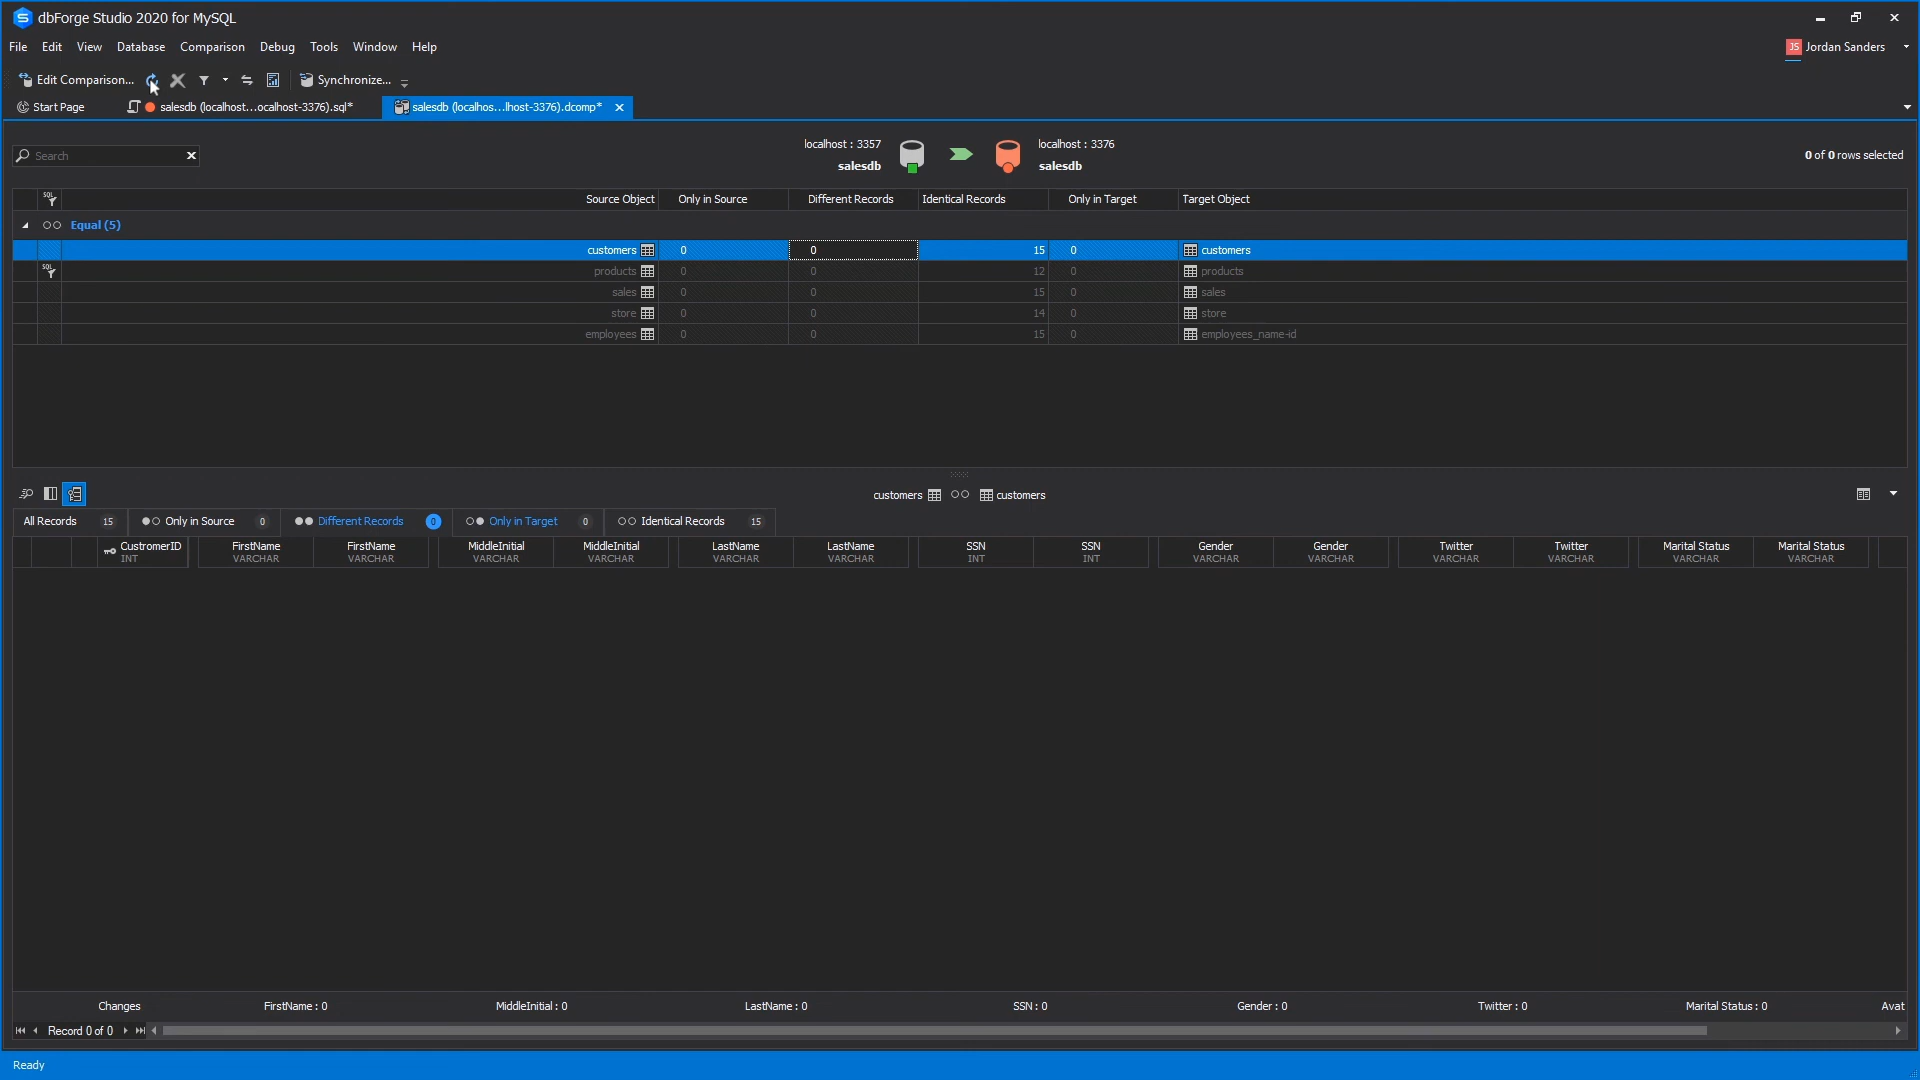 dbForge Studio 2020 for MySQL
File Edit View Database Comparison Debug Tools Window Help
JS Jordan Sanders
Edit Comparison... Synchronize...
Start Page salesdb (localhost...ocalhost-3376).sql* salesdb (localhos...lhost-3376).dcomp*
localhost : 3357 localhost : 3376
Search
0 of 0 rows selected
salesdb salesdb
SQL Source Object Only in Source Different Records Identical Records Only in Target Target Object
Equal (5)
customers 0 0 15 0 customers
SQL products 0 0 12 0 products
sales 0 0 15 0 sales
store 0 0 14 0 store
employees 0 0 15 0 employees_name-id
customers customers
All Records 15 Only in Source 0 Different Records 0 Only in Target 0 Identical Records 15
CustromerID FirstName FirstName MiddleInitial MiddleInitial LastName LastName SSN SSN Gender Gender Twitter Twitter Marital Status Marital Status
INT VARCHAR VARCHAR VARCHAR VARCHAR VARCHAR VARCHAR INT INT VARCHAR VARCHAR VARCHAR VARCHAR VARCHAR VARCHAR
Changes FirstName : 0 MiddleInitial : 0 LastName : 0 SSN : 0 Gender : 0 Twitter : 0 Marital Status : 0 Avat
Record 0 of 0
Ready